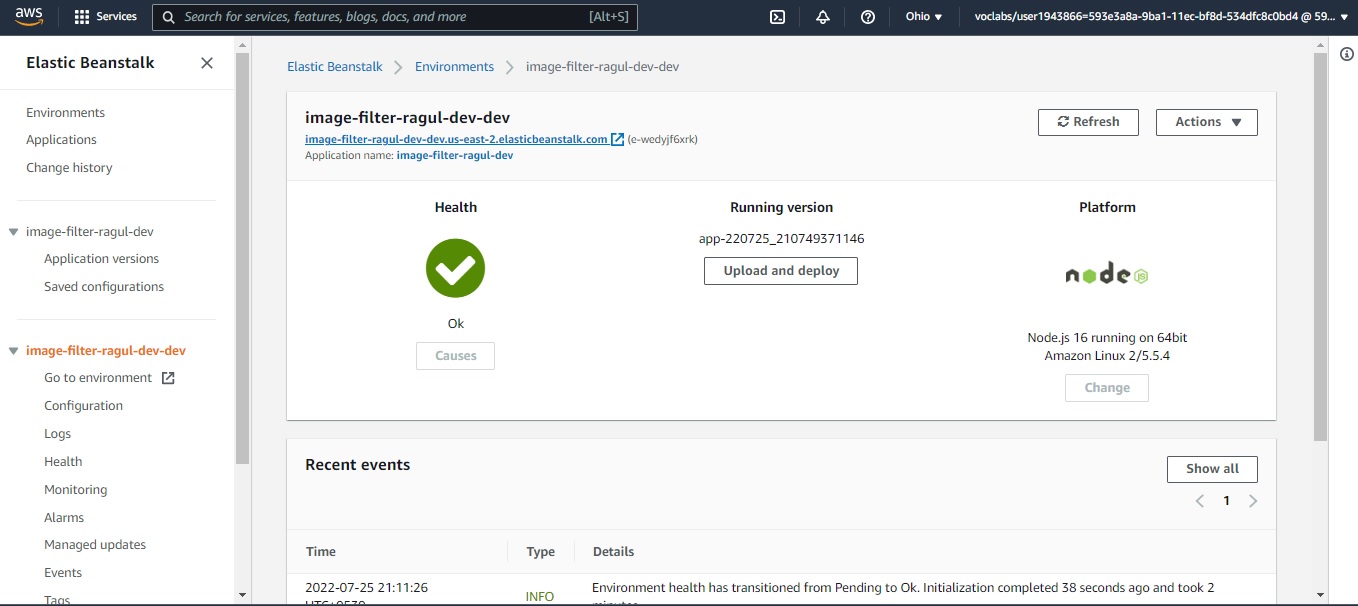 aws
Services
Search for services, features, blogs, docs, and more
[Alt+S]
Ohio ▼
voclabs/user1943866=593e3a8a-9ba1-11ec-bf8d-534dfc8c0bd4 @ 59... ▼
Elastic Beanstalk
Environments
Applications
Change history
image-filter-ragul-dev
Application versions
Saved configurations
image-filter-ragul-dev-dev
Go to environment
Configuration
Logs
Health
Monitoring
Alarms
Managed updates
Events
Tags
Elastic Beanstalk > Environments > image-filter-ragul-dev-dev
image-filter-ragul-dev-dev
image-filter-ragul-dev-dev.us-east-2.elasticbeanstalk.com (e-wedyjf6xrk)
Application name: image-filter-ragul-dev
Refresh
Actions ▼
Health
Ok
Causes
Running version
app-220725_210749371146
Upload and deploy
Platform
node JS
Node.js 16 running on 64bit
Amazon Linux 2/5.5.4
Change
Recent events
Show all
< 1 >
Time
Type
Details
2022-07-25 21:11:26
UTC+0530
INFO
Environment health has transitioned from Pending to Ok. Initialization completed 38 seconds ago and took 2
minutes.